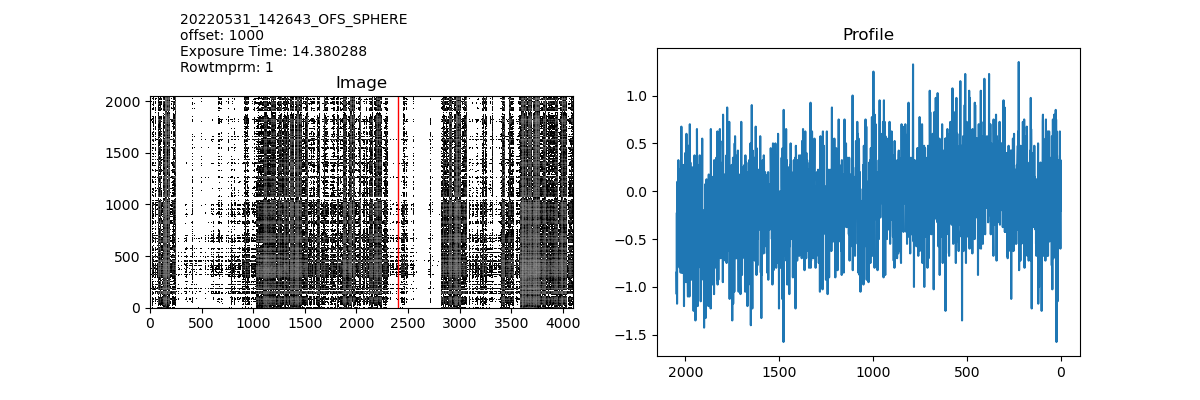 20220531_142643_OFS_SPHERE
offset: 1000
Exposure Time: 14.380288
Rowtmprm: 1
Image
2000
1500
1000
500
0
0 500 1000 1500 2000 2500 3000 3500 4000
Profile
1.0
0.5
0.0
−0.5
−1.0
−1.5
2000 1500 1000 500 0